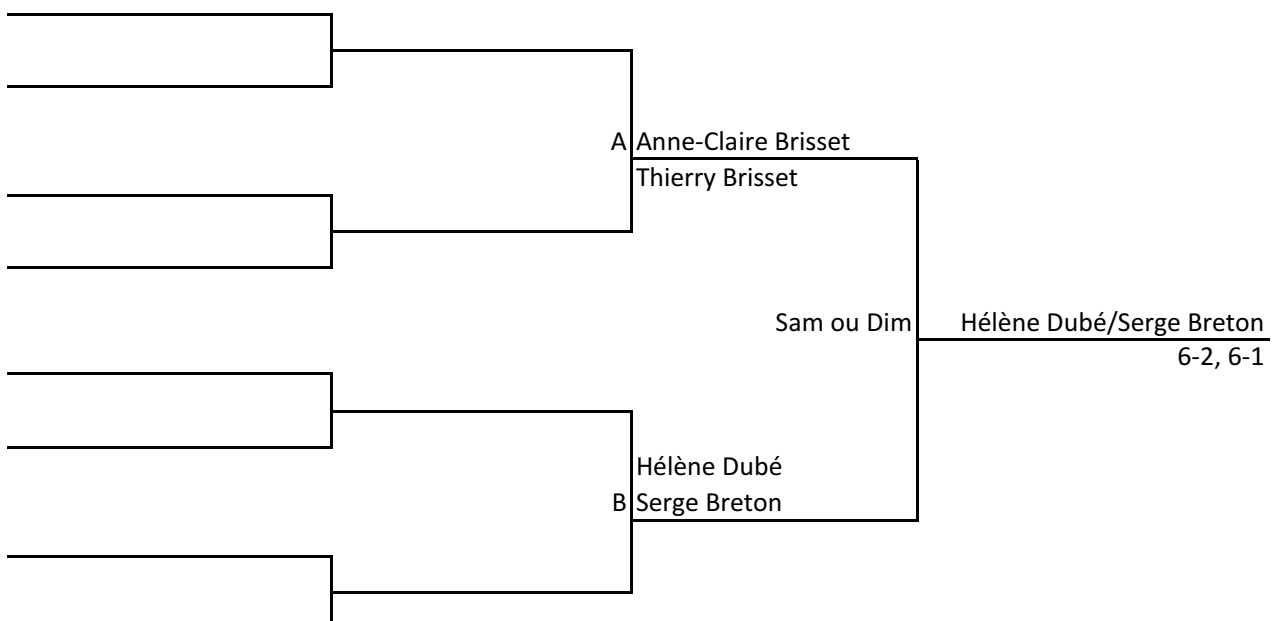 A Anne-Claire Brisset
Thierry Brisset
Sam ou Dim
Hélène Dubé/Serge Breton
6-2, 6-1
Hélène Dubé
B Serge Breton